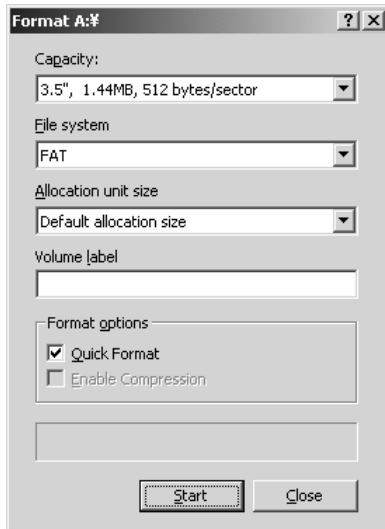 Format A:¥
? x
Capacity:
3.5", 1.44MB, 512 bytes/sector
File system
FAT
Allocation unit size
Default allocation size
Volume label
Format options
Quick Format
Enable Compression
Start Close